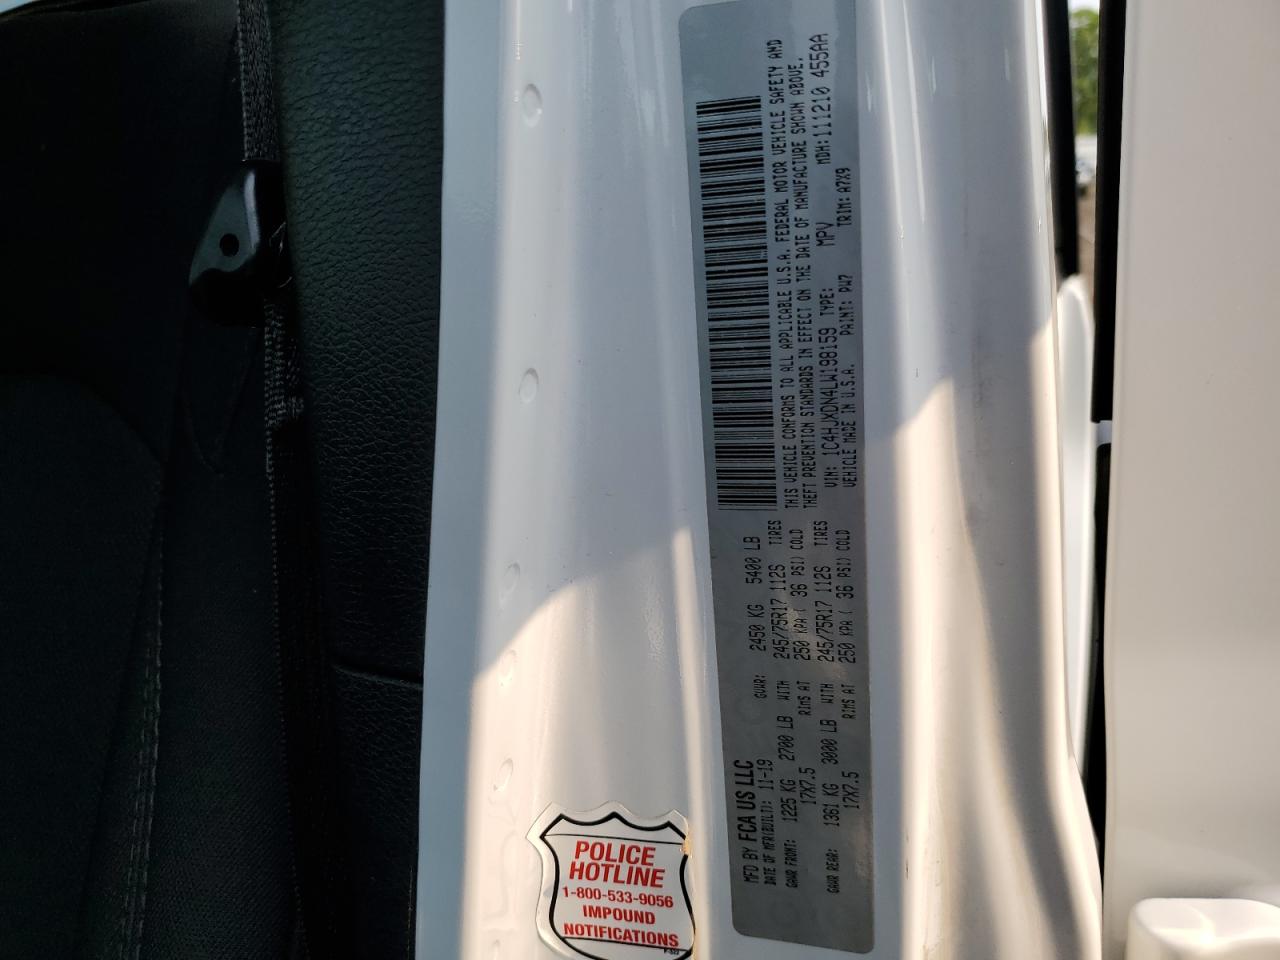 MFD BY FCA US LLC
DATE OF MFR(BUILT): 11-19 GVWR: 2450 KG 5400 LB
GAWR FRONT: 1225 KG 2700 LB WITH 245/75R17 112S TIRES
17X7.5 RIMS AT 250 KPA ( 36 PSI) COLD
GAWR REAR: 1361 KG 3000 LB WITH 245/75R17 112S TIRES
17X7.5 RIMS AT 250 KPA ( 36 PSI) COLD
THIS VEHICLE CONFORMS TO ALL APPLICABLE U.S.A. FEDERAL MOTOR VEHICLE SAFETY AND
THEFT PREVENTION STANDARDS IN EFFECT ON THE DATE OF MANUFACTURE SHOWN ABOVE.
VIN: 1C4HJXDN4LW198159 TYPE: MPV MDH: 111210 455AA
VEHICLE MADE IN U.S.A. PAINT: PW7 TRIM: A7X9
POLICE
HOTLINE
1-800-533-9056
IMPOUND
NOTIFICATIONS